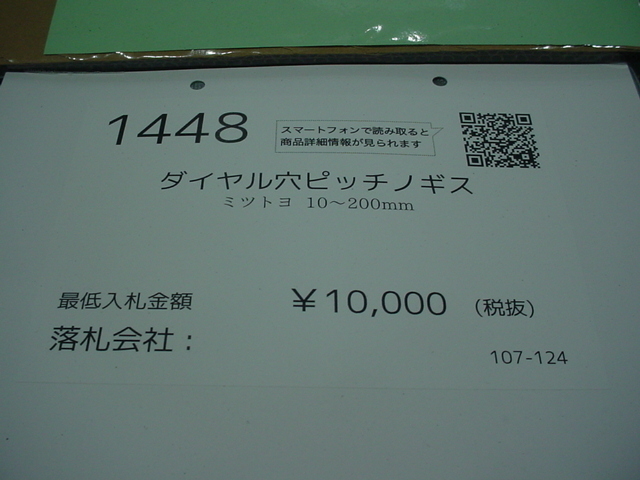 1448
スマートフォンで読み取ると
商品詳細情報が見られます
ダイヤル穴ピッチノギス
ミツトヨ 10～200mm
最低入札金額 ￥10,000 (税抜)
落札会社：
107-124